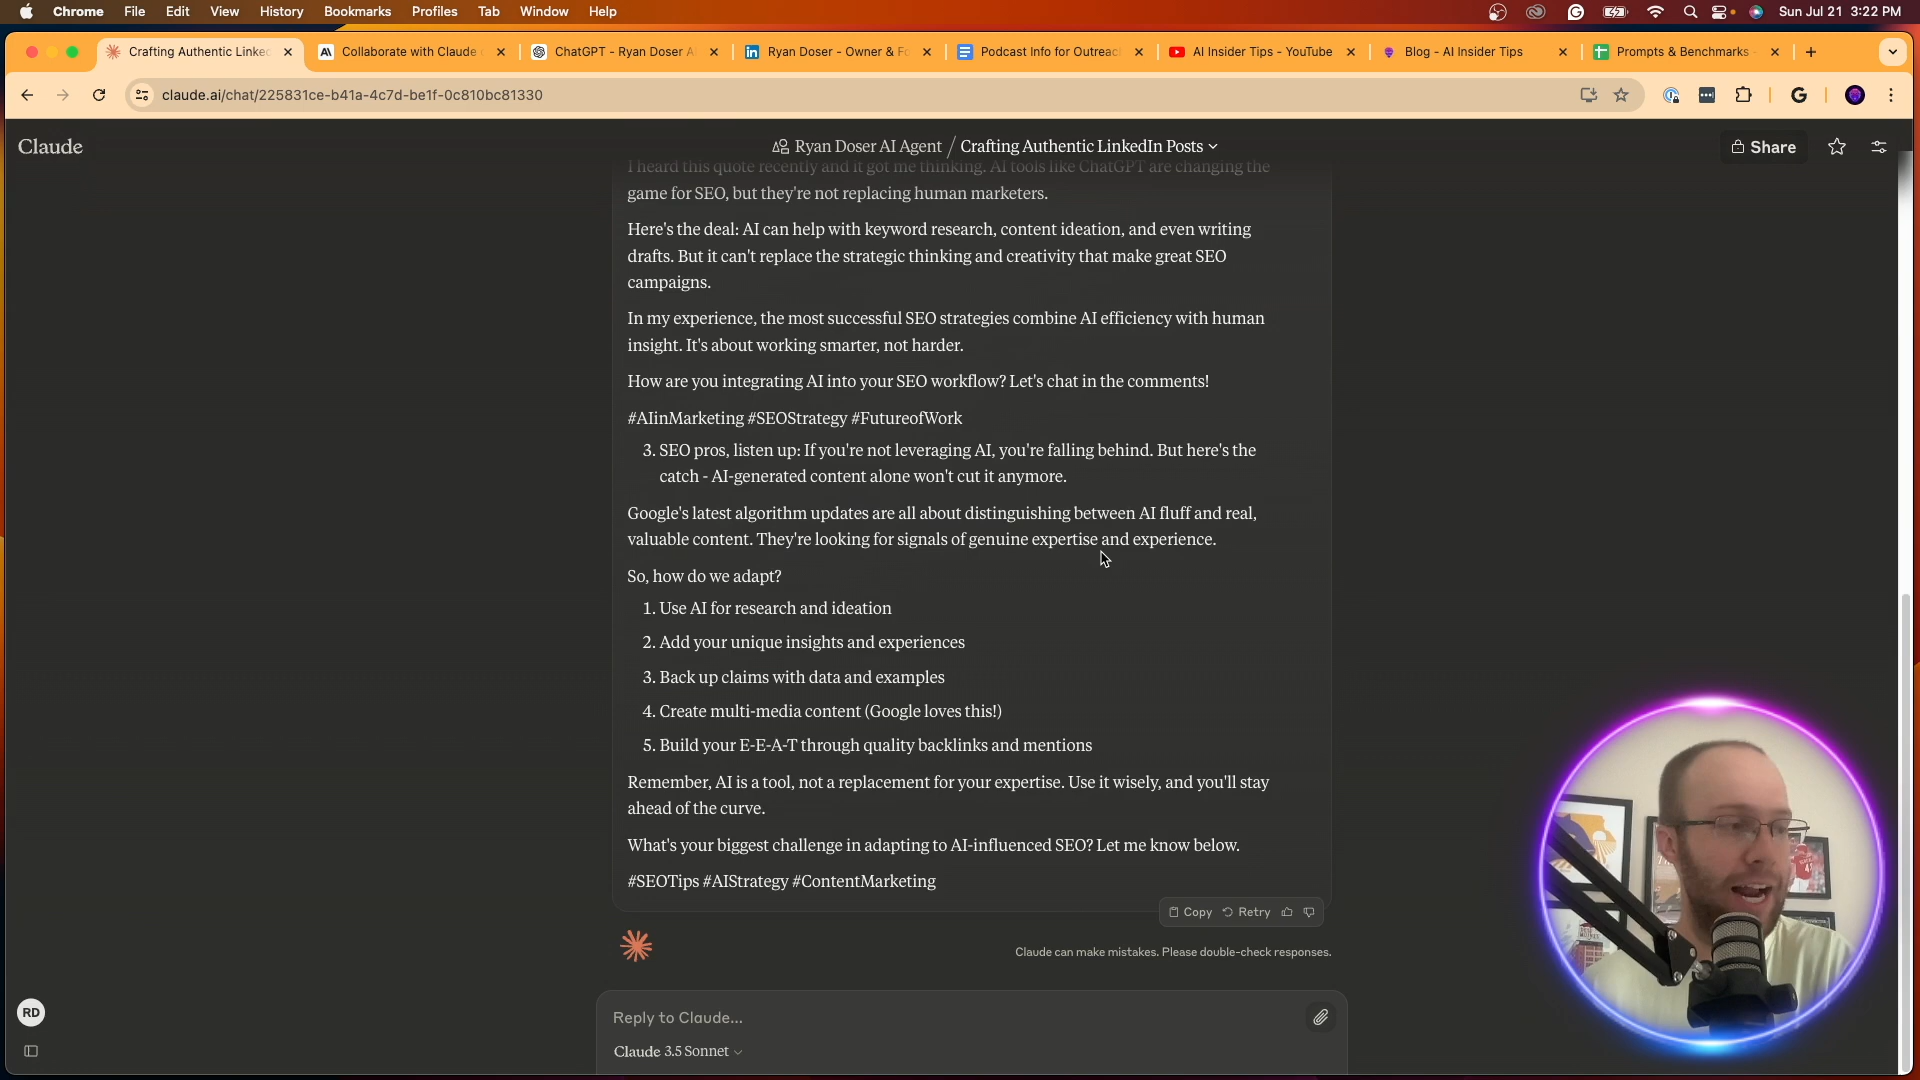 Chrome File Edit View History Bookmarks Profiles Tab Window Help Sun Jul 21 3:22 PM
Crafting Authentic Linke Collaborate with Claude ChatGPT - Ryan Doser A Ryan Doser - Owner & Fo Podcast Info for Outreac AI Insider Tips - YouTube Blog - AI Insider Tips Prompts & Benchmarks -
claude.ai/chat/225831ce-b41a-4c7d-be1f-0c810bc81330
Claude Ryan Doser AI Agent / Crafting Authentic LinkedIn Posts Share
I heard this quote recently and it got me thinking. AI tools like ChatGPT are changing the
game for SEO, but they're not replacing human marketers.
Here's the deal: AI can help with keyword research, content ideation, and even writing
drafts. But it can't replace the strategic thinking and creativity that make great SEO
campaigns.
In my experience, the most successful SEO strategies combine AI efficiency with human
insight. It's about working smarter, not harder.
How are you integrating AI into your SEO workflow? Let's chat in the comments!
#AIinMarketing #SEOStrategy #FutureofWork
3. SEO pros, listen up: If you're not leveraging AI, you're falling behind. But here's the
catch - AI-generated content alone won't cut it anymore.
Google's latest algorithm updates are all about distinguishing between AI fluff and real,
valuable content. They're looking for signals of genuine expertise and experience.
So, how do we adapt?
1. Use AI for research and ideation
2. Add your unique insights and experiences
3. Back up claims with data and examples
4. Create multi-media content (Google loves this!)
5. Build your E-E-A-T through quality backlinks and mentions
Remember, AI is a tool, not a replacement for your expertise. Use it wisely, and you'll stay
ahead of the curve.
What's your biggest challenge in adapting to AI-influenced SEO? Let me know below.
#SEOTips #AIStrategy #ContentMarketing
Copy Retry
Claude can make mistakes. Please double-check responses.
RD
Reply to Claude...
Claude 3.5 Sonnet